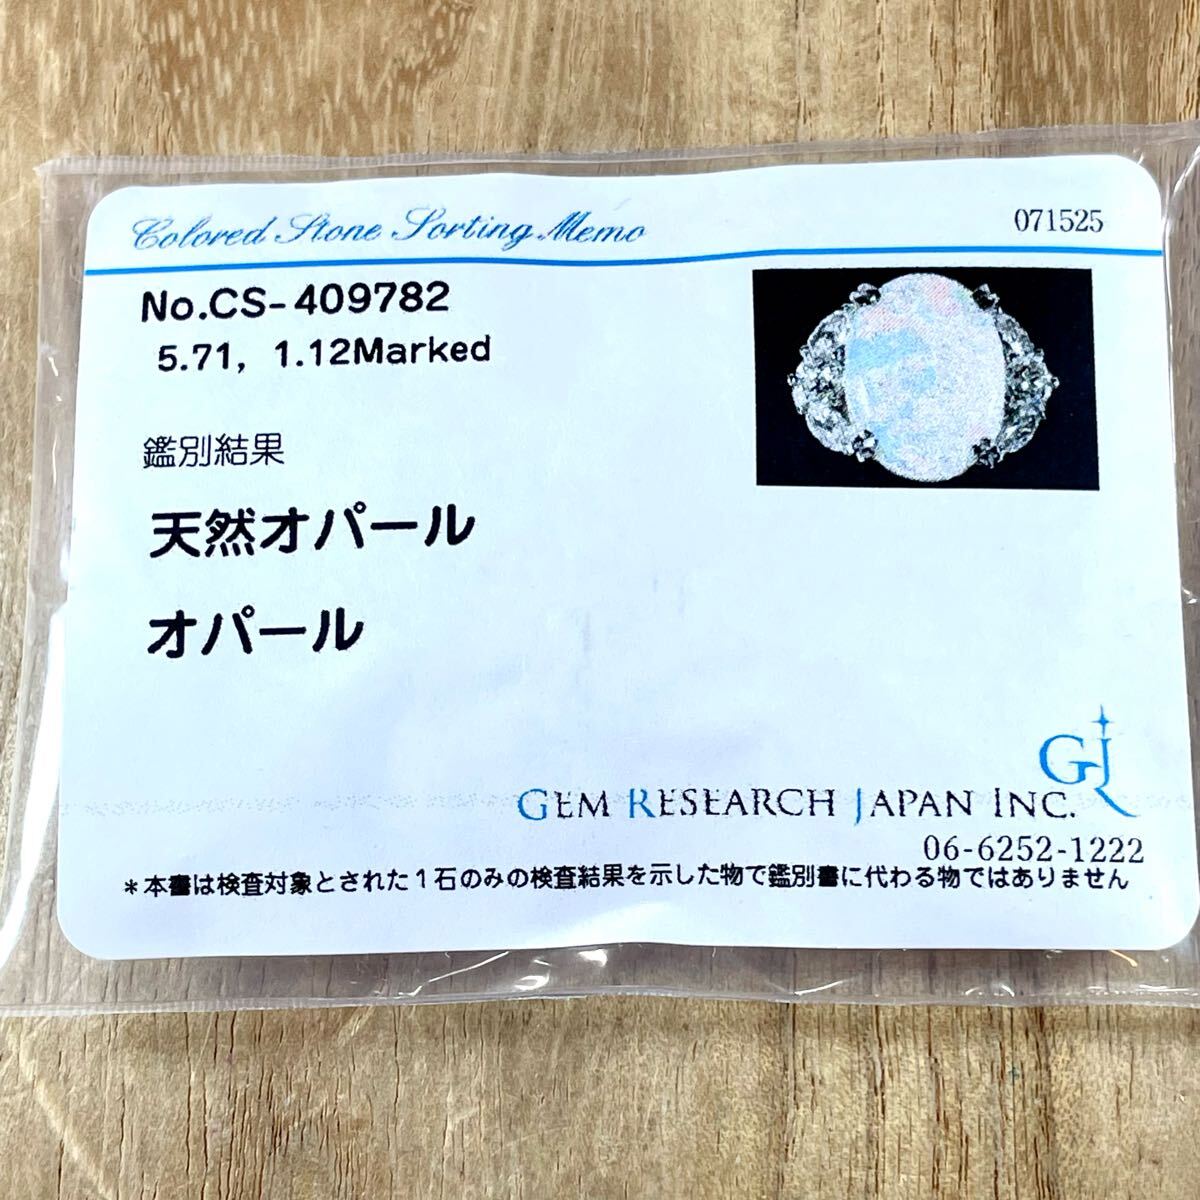 Colored Stone Sorting Memo
071525
No.CS-409782
5.71, 1.12Marked
鑑別結果
天然オパール
オパール
GJR
GEM RESEARCH JAPAN INC.
06-6252-1222
*本書は検査対象とされた1石のみの検査結果を示した物で鑑別書に代わる物ではありません